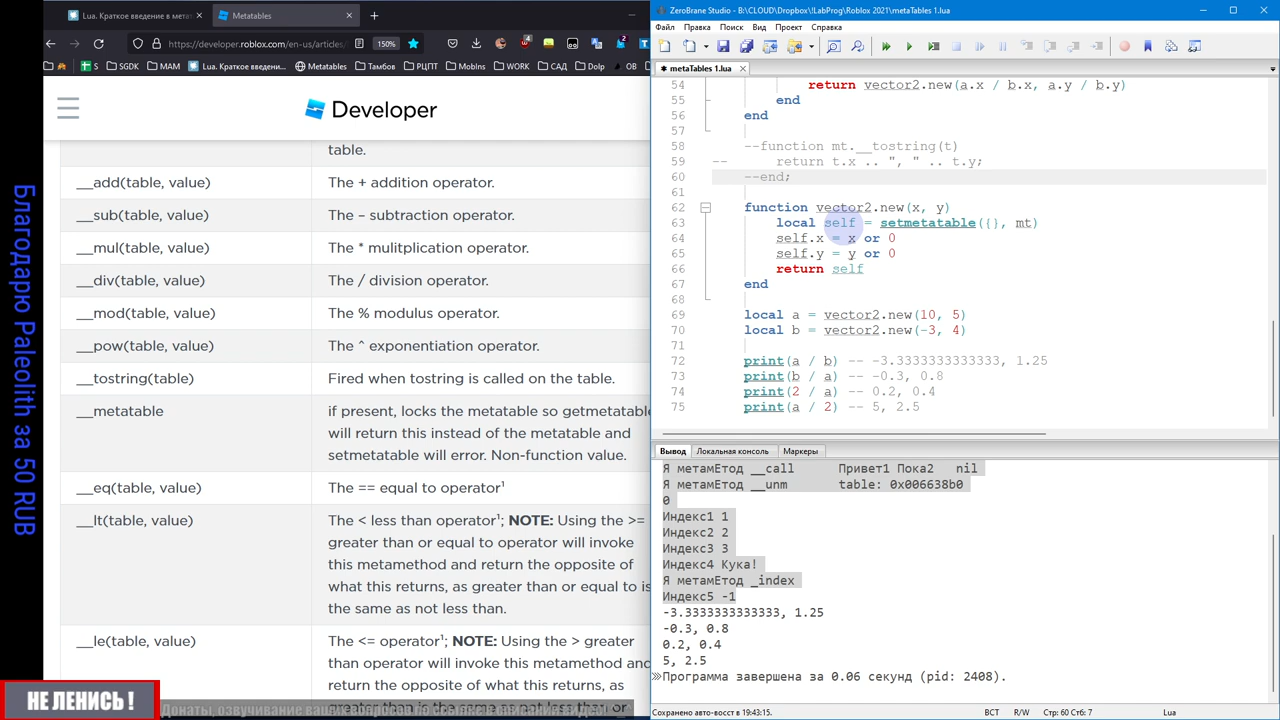 Lua. Краткое введение в метат
Metatables
ZeroBrane Studio - B:\CLOUD\Dropbox\!LabProg\Roblox 2021\metaTables 1.lua
https://developer.roblox.com/en-us/articles/
150%
Файл Правка Поиск Вид Проект Справка
S SGDK МАМ Lua. Краткое введени... Metatables Тамбов РЦПТ Mobins WORK САД Dolp ОВ
metaTables 1.lua
Developer
table.
__add(table, value) The + addition operator.
__sub(table, value) The – subtraction operator.
__mul(table, value) The * mulitplication operator.
__div(table, value) The / division operator.
__mod(table, value) The % modulus operator.
__pow(table, value) The ^ exponentiation operator.
__tostring(table) Fired when tostring is called on the table.
__metatable if present, locks the metatable so getmetatable
will return this instead of the metatable and
setmetatable will error. Non-function value.
__eq(table, value) The == equal to operator¹
__lt(table, value) The < less than operator¹; NOTE: Using the >=
greater than or equal to operator will invoke
this metamethod and return the opposite of
what this returns, as greater than or equal to is
the same as not less than.
__le(table, value) The <= operator¹; NOTE: Using the > greater
than operator will invoke this metamethod and
return the opposite of what this returns, as
54 return vector2.new(a.x / b.x, a.y / b.y)
55 end
56 end
57
58 --function mt.__tostring(t)
59 -- return t.x .. ", " .. t.y;
60 --end;
61
62 function vector2.new(x, y)
63 local self = setmetatable({}, mt)
64 self.x = x or 0
65 self.y = y or 0
66 return self
67 end
68
69 local a = vector2.new(10, 5)
70 local b = vector2.new(-3, 4)
71
72 print(a / b) -- -3.3333333333333, 1.25
73 print(b / a) -- -0.3, 0.8
74 print(2 / a) -- 0.2, 0.4
75 print(a / 2) -- 5, 2.5
Вывод Локальная консоль Маркеры
Я метамЕтод __call Привет1 Пока2 nil
Я метамЕтод __unm table: 0x006638b0
0
Индекс1 1
Индекс2 2
Индекс3 3
Индекс4 Кука!
Я метамЕтод _index
Индекс5 -1
-3.3333333333333, 1.25
-0.3, 0.8
0.2, 0.4
5, 2.5
Программа завершена за 0.06 секунд (pid: 2408).
Сохранено авто-восст в 19:43:15. ВСТ R/W Стр: 60 Ст6: 7 Lua
Благодарю Paleolith за 50 RUB
НЕ ЛЕНИСЬ !